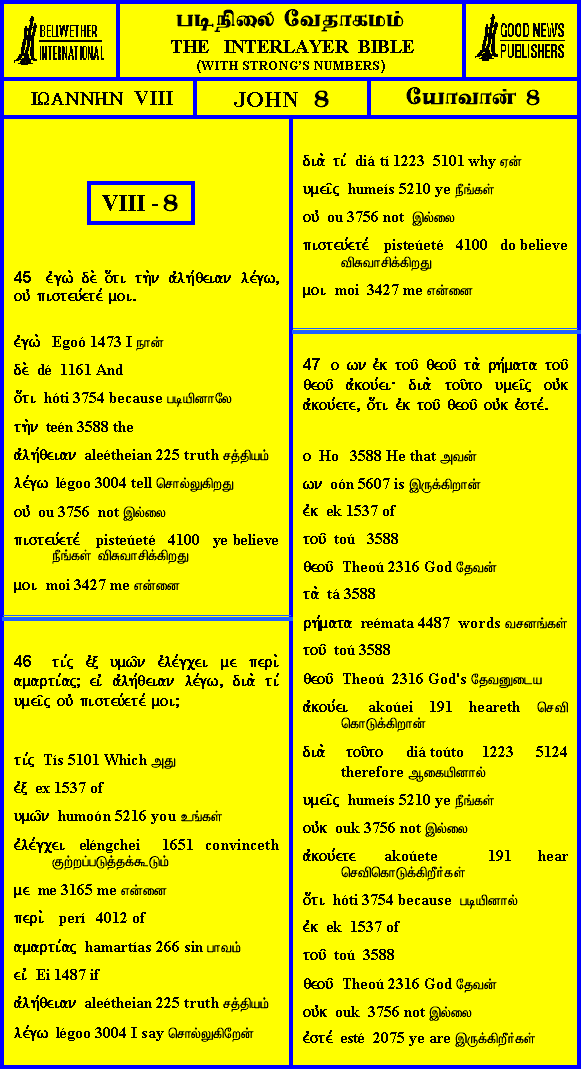 BELLWETHER
INTERNATIONAL
படிநிலை வேதாகமம்
THE INTERLAYER BIBLE
(WITH STRONG'S NUMBERS)
GOOD NEWS
PUBLISHERS
ΙΩΑΝΝΗΝ VIII
JOHN 8
யோவான் 8
VIII - 8
45 ἐγὼ δὲ ὅτι τὴν ἀλήθειαν λέγω,
οὐ πιστεύετέ μοι.
ἐγὼ Egoó 1473 I நான்
δὲ dé 1161 And
ὅτι hóti 3754 because படியினாலே
τὴν teén 3588 the
ἀλήθειαν aleétheian 225 truth சத்தியம்
λέγω légoo 3004 tell சொல்லுகிறது
οὐ ou 3756 not இல்லை
πιστεύετέ pisteúeté 4100 ye believe
நீங்கள் விசுவாசிக்கிறது
μοι moi 3427 me என்னை
46 τίς ἐξ υμῶν ἐλέγχει με περὶ
αμαρτίας; εἰ ἀλήθειαν λέγω, διὰ τί
υμεῖς οὐ πιστεύετέ μοι;
τίς Tís 5101 Which அது
ἐξ ex 1537 of
υμῶν humoón 5216 you உங்கள்
ἐλέγχει eléngchei 1651 convinceth
குற்றப்படுத்தக்கூடும்
με me 3165 me என்னை
περὶ perí 4012 of
αμαρτίας hamartías 266 sin பாவம்
εἰ Ei 1487 if
ἀλήθειαν aleétheian 225 truth சத்தியம்
λέγω légoo 3004 I say சொல்லுகிறேன்
διὰ τί diá tí 1223 5101 why ஏன்
υμεῖς humeís 5210 ye நீங்கள்
οὐ ou 3756 not இல்லை
πιστεύετέ pisteúeté 4100 do believe
விசுவாசிக்கிறது
μοι moi 3427 me என்னை
47 ο ων ἐκ τοῦ θεοῦ τὰ ρήματα τοῦ
θεοῦ ἀκούει· διὰ τοῦτο υμεῖς οὐκ
ἀκούετε, ὅτι ἐκ τοῦ θεοῦ οὐκ ἐστέ.
ο Ho 3588 He that அவன்
ων oón 5607 is இருக்கிறான்
ἐκ ek 1537 of
τοῦ toú 3588
θεοῦ Theoú 2316 God தேவன்
τὰ tá 3588
ρήματα reémata 4487 words வசனங்கள்
τοῦ toú 3588
θεοῦ Theoú 2316 God's தேவனுடைய
ἀκούει akoúei 191 heareth செவி
கொடுக்கிறான்
διὰ τοῦτο diá toúto 1223 5124
therefore ஆகையினால்
υμεῖς humeís 5210 ye நீங்கள்
οὐκ ouk 3756 not இல்லை
ἀκούετε akoúete 191 hear
செவிகொடுக்கிறீர்கள்
ὅτι hóti 3754 because படியினால்
ἐκ ek 1537 of
τοῦ toú 3588
θεοῦ Theoú 2316 God தேவன்
οὐκ ouk 3756 not இல்லை
ἐστέ esté 2075 ye are இருக்கிறீர்கள்